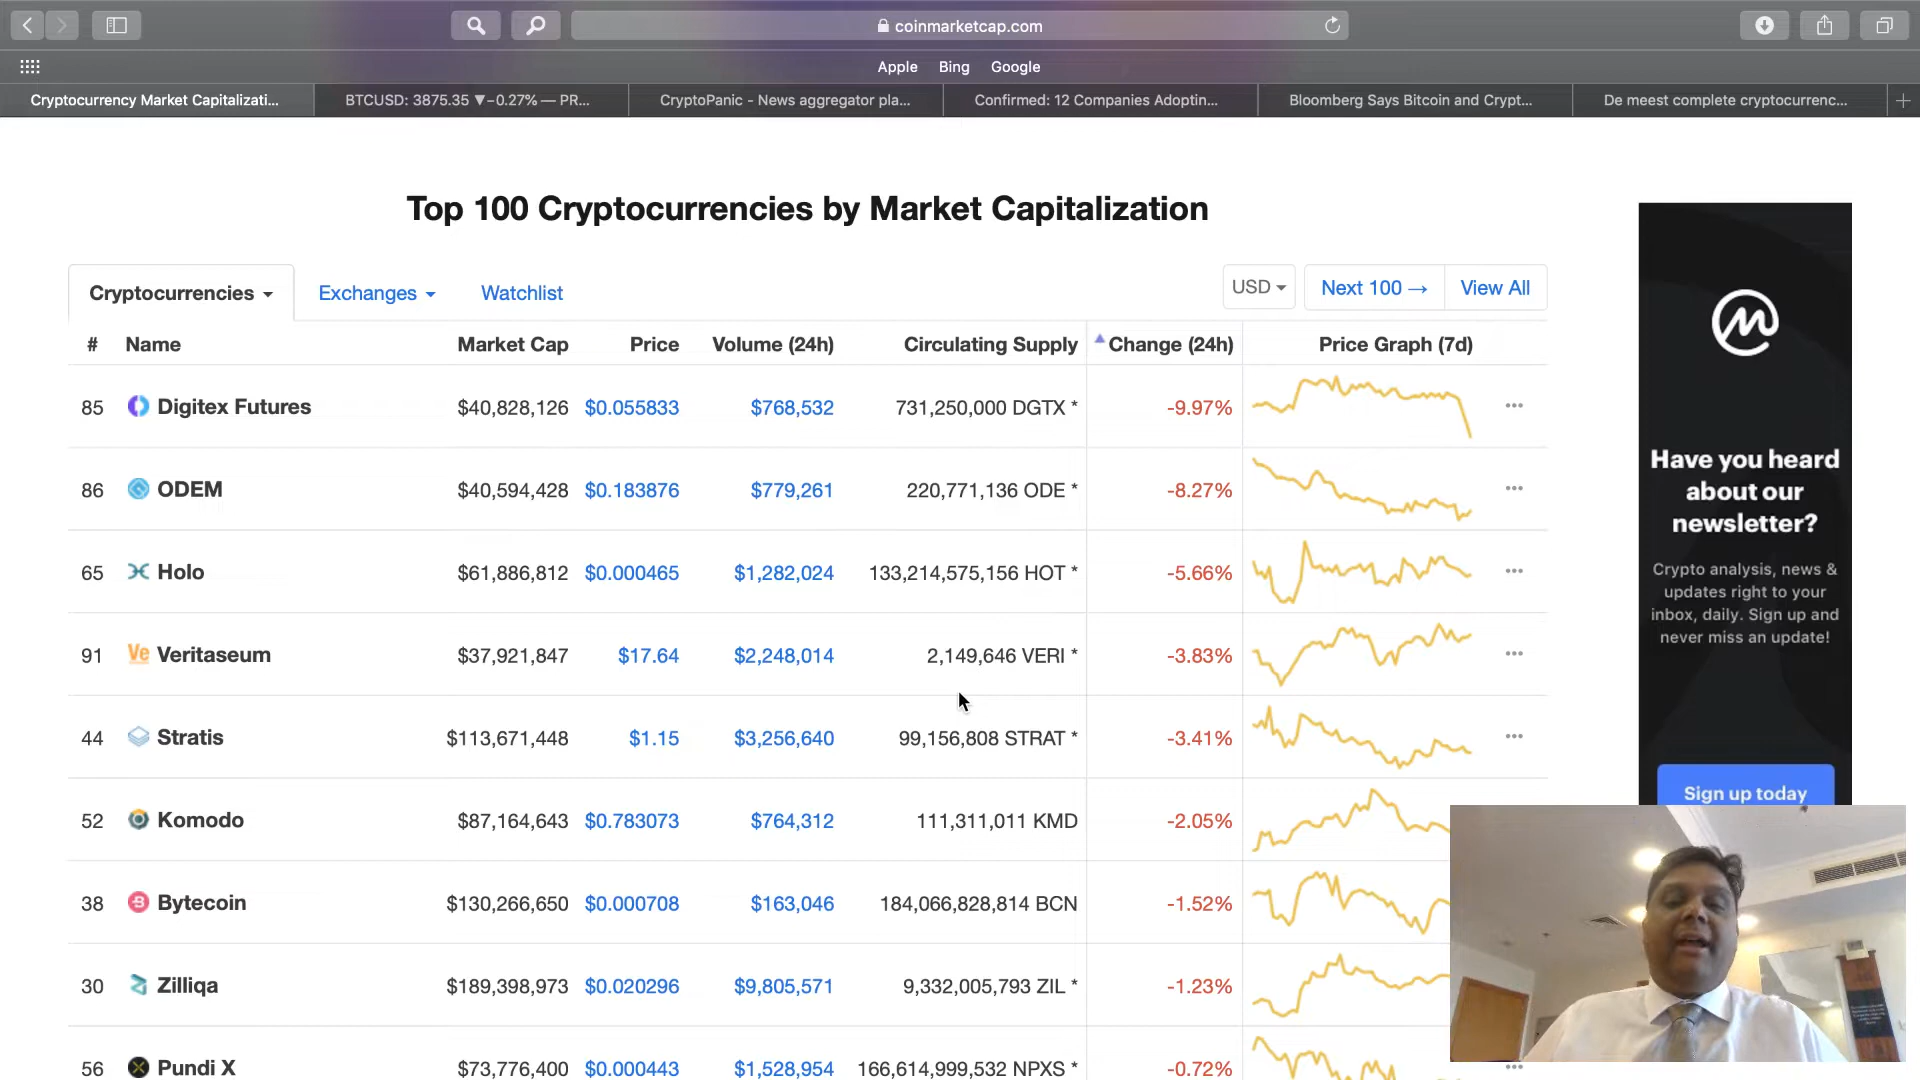 coinmarketcap.com
Apple Bing Google
Cryptocurrency Market Capitalizati... BTCUSD: 3875.35 ▼−0.27% — PR... CryptoPanic - News aggregator pla... Confirmed: 12 Companies Adoptin... Bloomberg Says Bitcoin and Crypt... De meest complete cryptocurrenc...
Top 100 Cryptocurrencies by Market Capitalization
Cryptocurrencies Exchanges Watchlist USD Next 100 → View All
# Name Market Cap Price Volume (24h) Circulating Supply Change (24h) Price Graph (7d)
85 Digitex Futures $40,828,126 $0.055833 $768,532 731,250,000 DGTX * -9.97%
86 ODEM $40,594,428 $0.183876 $779,261 220,771,136 ODE * -8.27%
65 Holo $61,886,812 $0.000465 $1,282,024 133,214,575,156 HOT * -5.66%
91 Veritaseum $37,921,847 $17.64 $2,248,014 2,149,646 VERI * -3.83%
44 Stratis $113,671,448 $1.15 $3,256,640 99,156,808 STRAT * -3.41%
52 Komodo $87,164,643 $0.783073 $764,312 111,311,011 KMD -2.05%
38 Bytecoin $130,266,650 $0.000708 $163,046 184,066,828,814 BCN -1.52%
30 Zilliqa $189,398,973 $0.020296 $9,805,571 9,332,005,793 ZIL * -1.23%
56 Pundi X $73,776,400 $0.000443 $1,528,954 166,614,999,532 NPXS * -0.72%
Have you heard
about our
newsletter?
Crypto analysis, news &
updates right to your
inbox, daily. Sign up and
never miss an update!
Sign up today